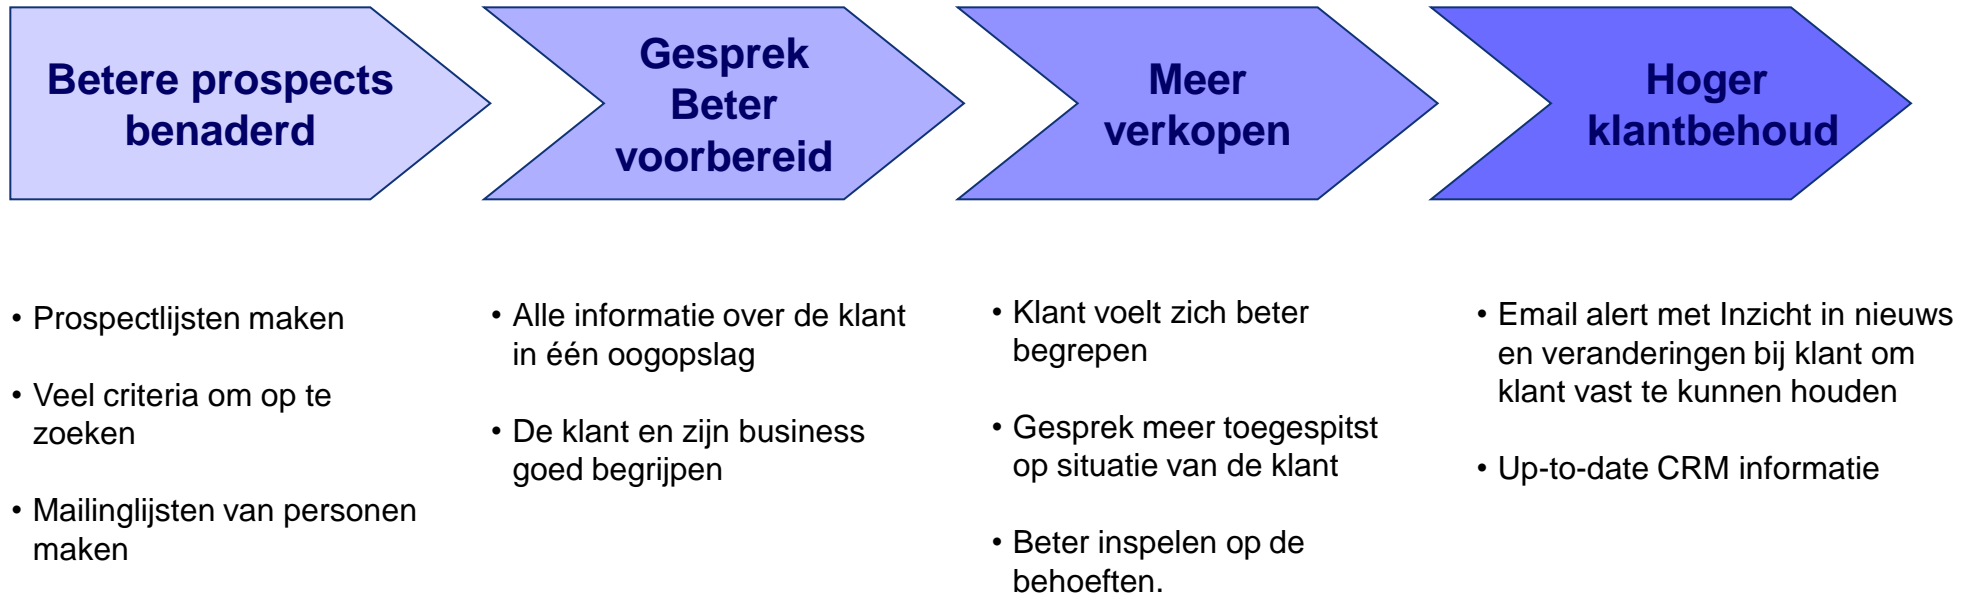 Betere prospects
benaderd
Gesprek
Beter
voorbereid
Meer
verkopen
Hoger
klantbehoud
• Prospectlijsten maken
• Veel criteria om op te
zoeken
• Mailinglijsten van personen
maken
• Alle informatie over de klant
in één oogopslag
• De klant en zijn business
goed begrijpen
• Klant voelt zich beter
begrepen
• Gesprek meer toegespitst
op situatie van de klant
• Beter inspelen op de
behoeften.
• Email alert met Inzicht in nieuws
en veranderingen bij klant om
klant vast te kunnen houden
• Up-to-date CRM informatie